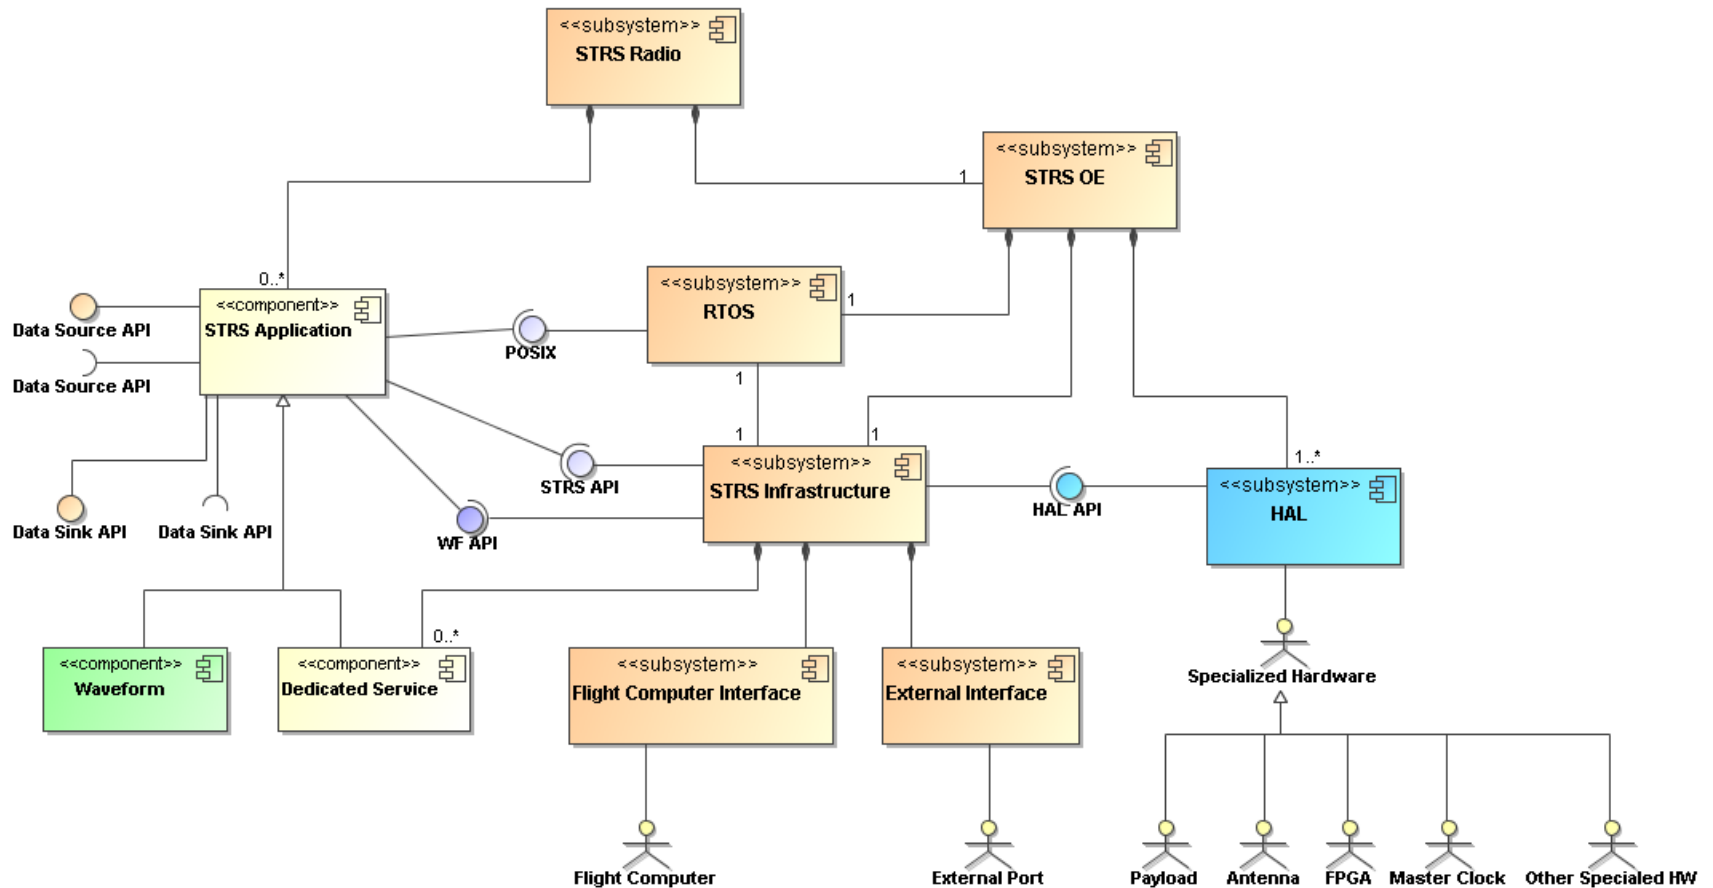 <<subsystem>>
STRS Radio
<<subsystem>>
STRS OE
1
0..*
<<component>>
STRS Application
Data Source API
Data Source API
Data Sink API
Data Sink API
POSIX
<<subsystem>>
RTOS
1
1
1
1
STRS API
WF API
<<subsystem>>
STRS Infrastructure
HAL API
1..*
<<subsystem>>
HAL
0..*
<<component>>
Waveform
<<component>>
Dedicated Service
<<subsystem>>
Flight Computer Interface
<<subsystem>>
External Interface
Specialized Hardware
Flight Computer
External Port
Payload
Antenna
FPGA
Master Clock
Other Specialed HW